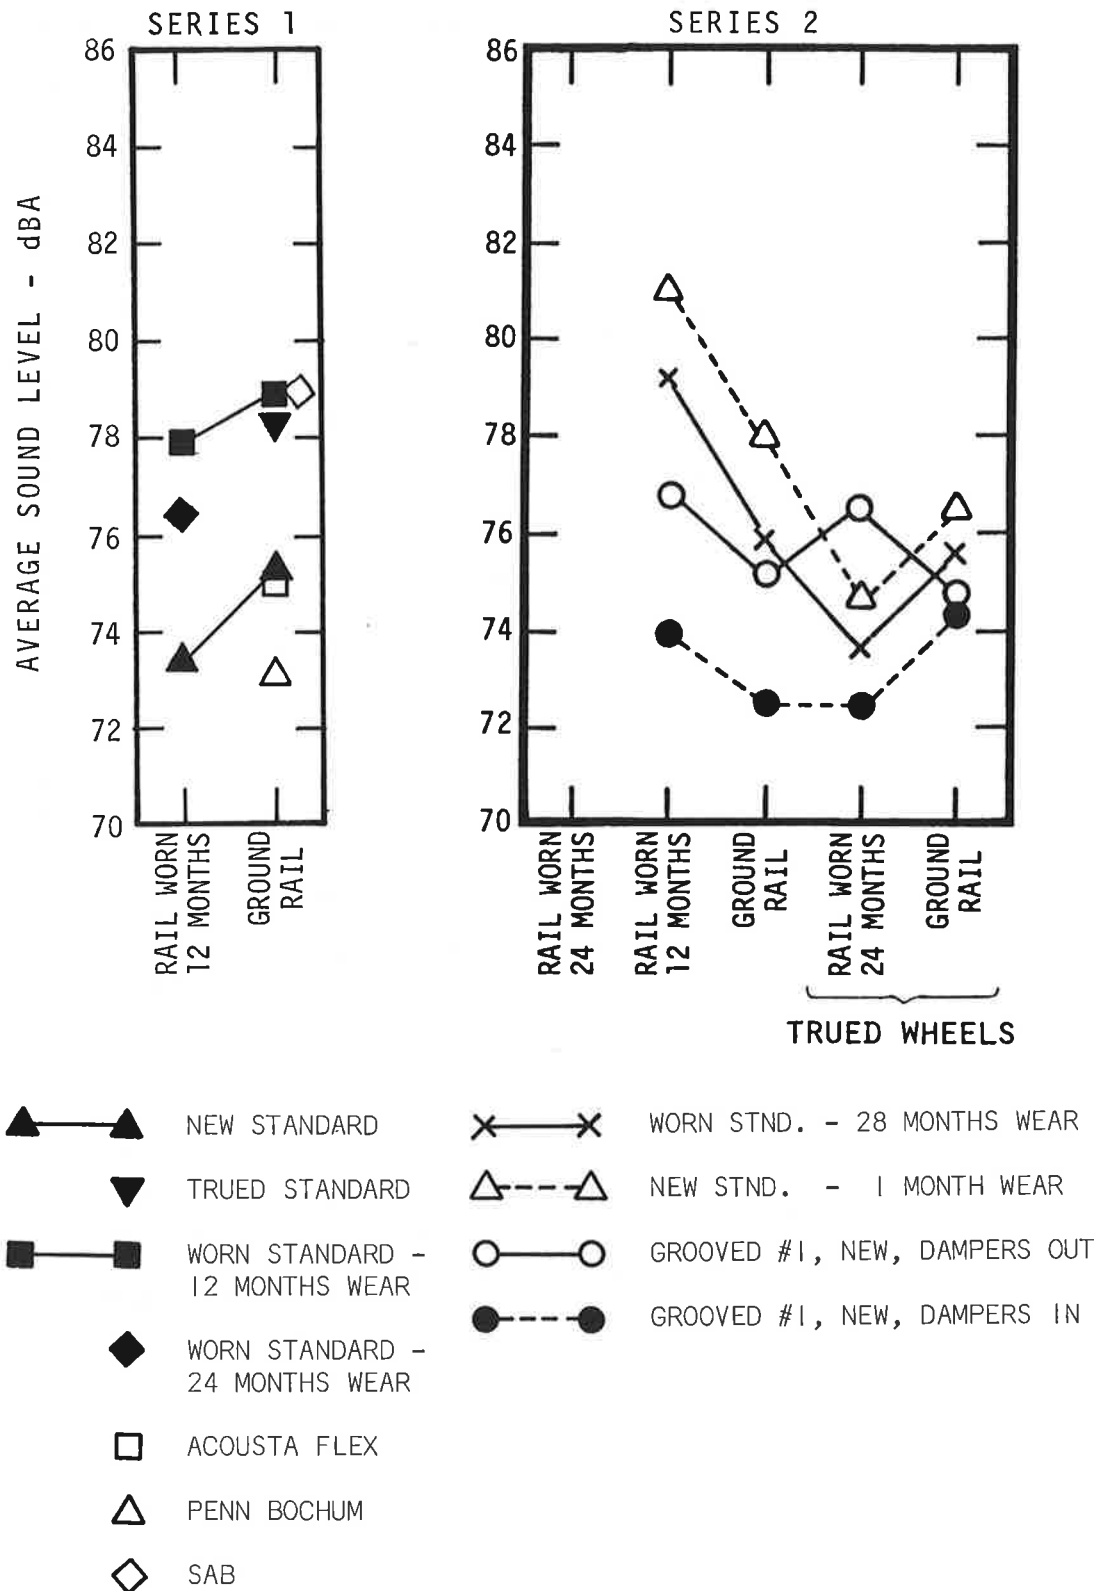 SERIES 1
SERIES 2
AVERAGE SOUND LEVEL - dBA
86
84
82
80
78
76
74
72
70
86
84
82
80
78
76
74
72
70
RAIL WORN
12 MONTHS
GROUND
RAIL
RAIL WORN
24 MONTHS
RAIL WORN
12 MONTHS
GROUND
RAIL
RAIL WORN
24 MONTHS
GROUND
RAIL
TRUED WHEELS
NEW STANDARD
TRUED STANDARD
WORN STANDARD -
12 MONTHS WEAR
WORN STANDARD -
24 MONTHS WEAR
ACOUSTA FLEX
PENN BOCHUM
SAB
WORN STND. - 28 MONTHS WEAR
NEW STND. - 1 MONTH WEAR
GROOVED #1, NEW, DAMPERS OUT
GROOVED #1, NEW, DAMPERS IN